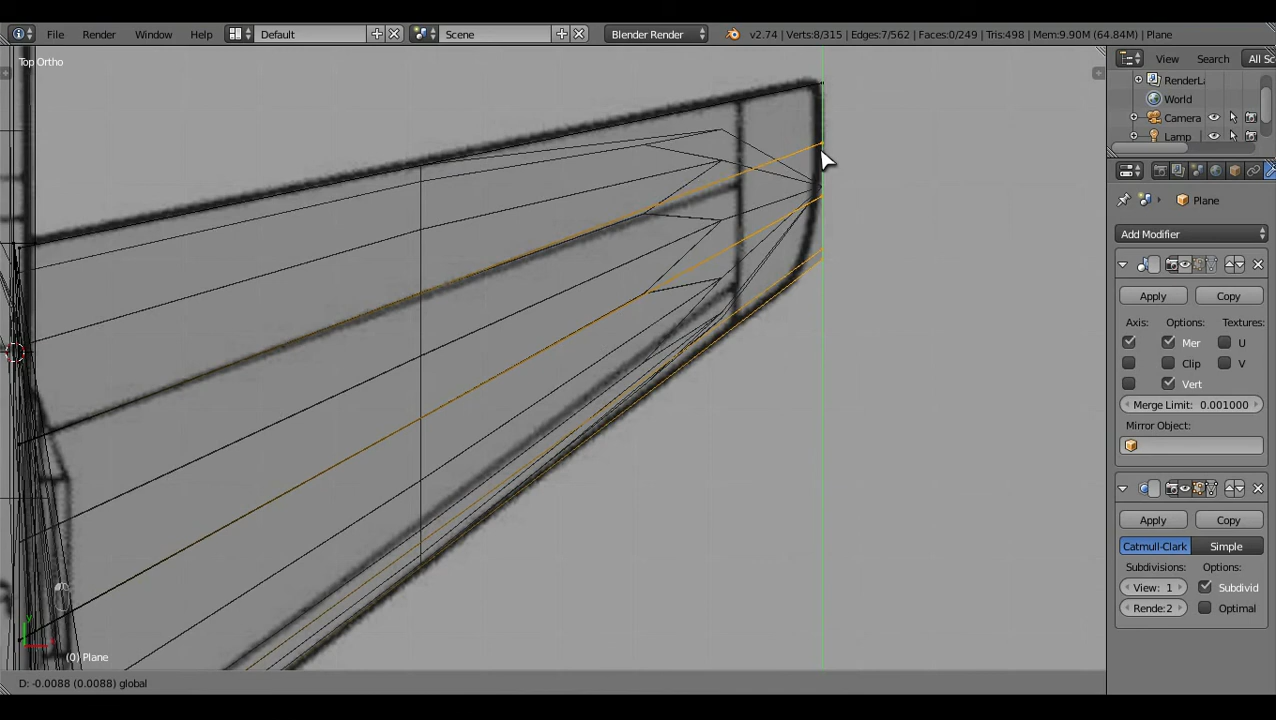 File Render Window Help Default Scene Blender Render v2.74 | Verts:8/315 | Edges:7/562 | Faces:0/249 | Tris:498 | Mem:9.90M (64.84M) | Plane
Top Ortho
View Search All Sc
RenderLa
World
Camera
Lamp
Plane
Add Modifier
Apply Copy
Axis: Options: Textures:
Mer U
Clip V
Vert
Merge Limit: 0.001000
Mirror Object:
Apply Copy
Catmull-Clark Simple
Subdivisions: Options:
View: 1 Subdivid
Rende: 2 Optimal
y
(0) Plane
D: -0.0088 (0.0088) global